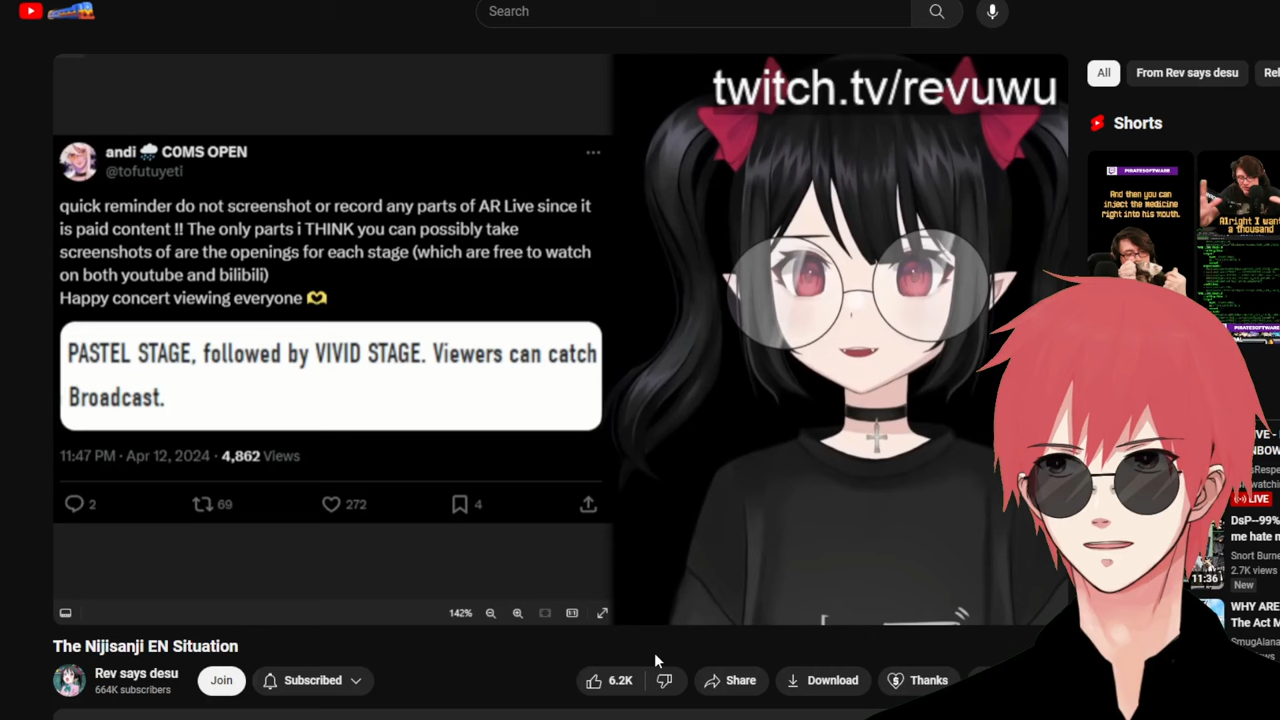 Search
twitch.tv/revuwu
All
From Rev says desu
Shorts
andi COMS OPEN
@tofutuyeti
quick reminder do not screenshot or record any parts of AR Live since it
is paid content !! The only parts i THINK you can possibly take
screenshots of are the openings for each stage (which are free to watch
on both youtube and bilibili)
Happy concert viewing everyone
PASTEL STAGE, followed by VIVID STAGE. Viewers can catch
Broadcast.
11:47 PM · Apr 12, 2024 · 4,862 Views
2
69
272
4
142%
PIRATESOFTWARE
And then you can
inject the medicine
right into his mouth.
Alright I want
a thousand
PIRATESOFTWARE
LIVE
DsP--99%
me hate m
Snort Burne
2.7K views
New
11:36
WHY ARE
The Act M
SmugAlana
The Nijisanji EN Situation
Rev says desu
664K subscribers
Join
Subscribed
6.2K
Share
Download
Thanks